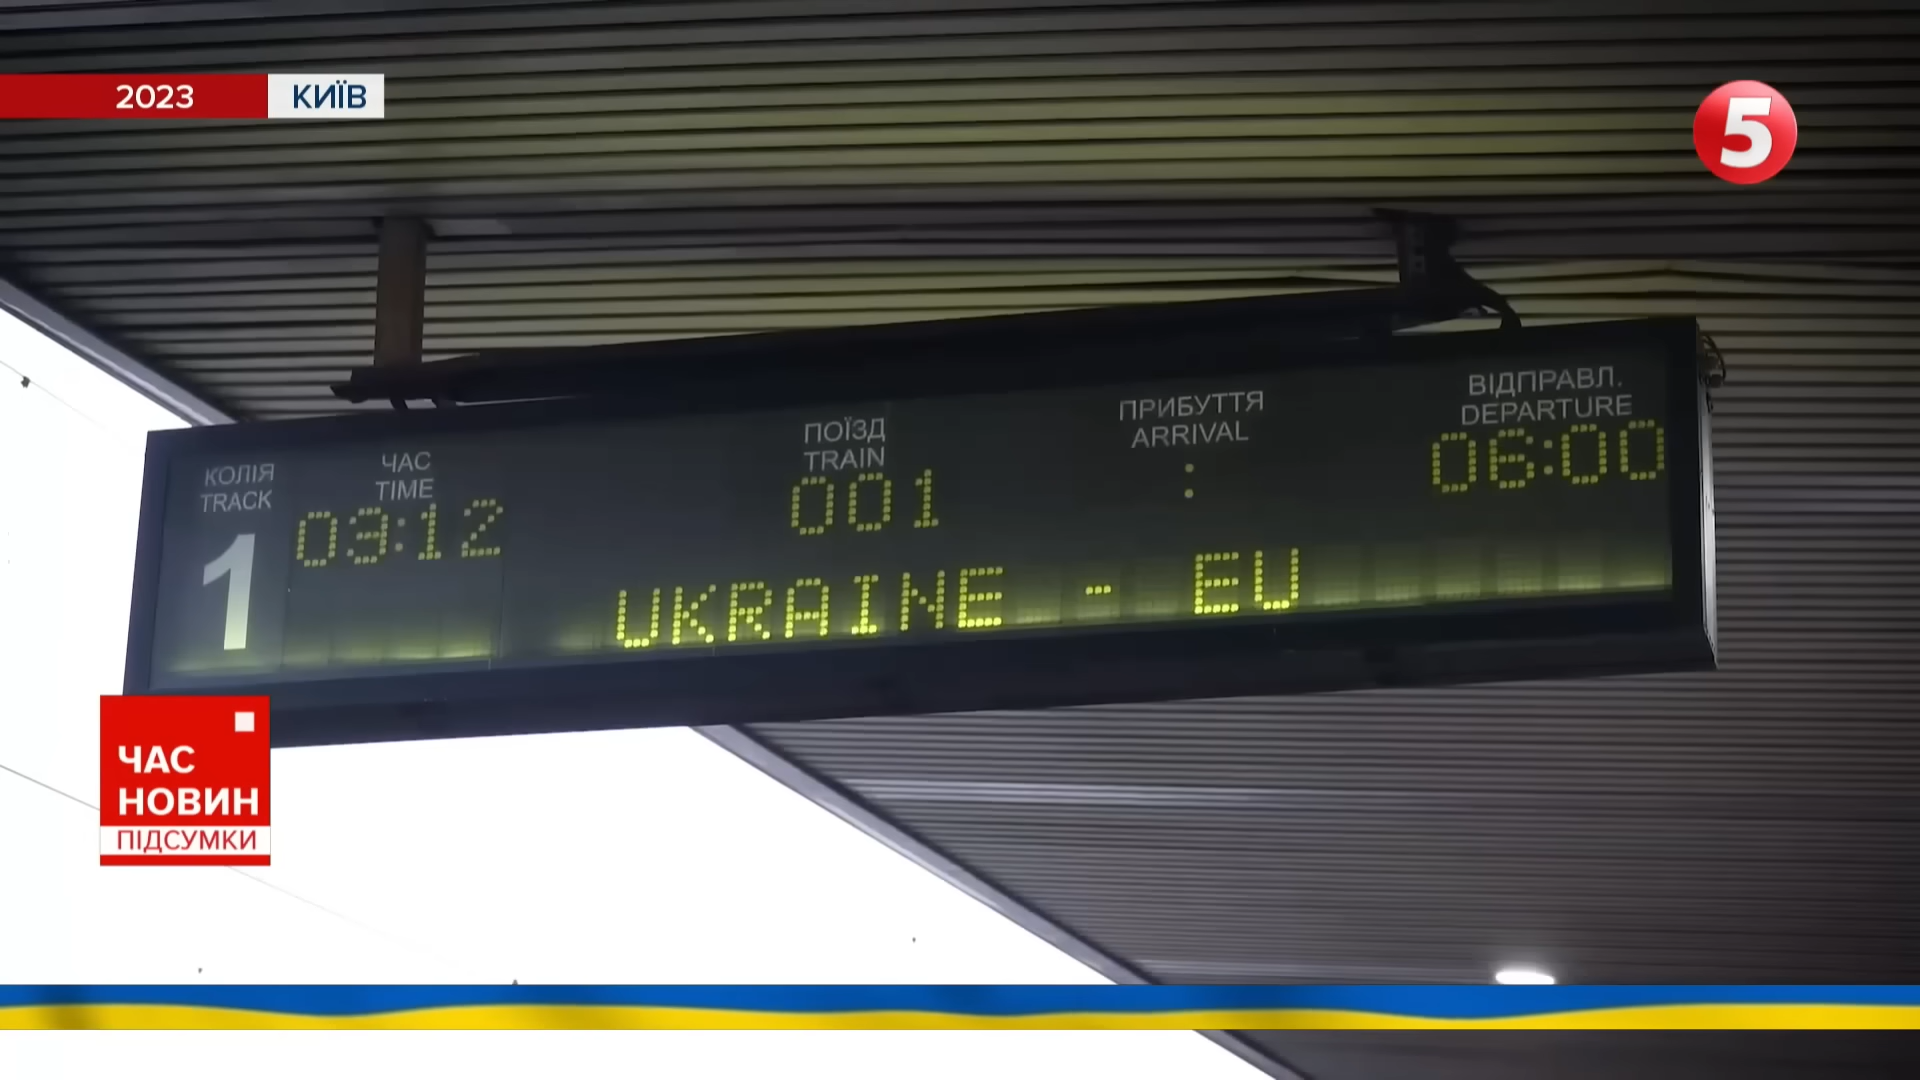 2023 КИЇВ
5
КОЛІЯ
TRACK
1
ЧАС
TIME
09:12
ПОЇЗД
TRAIN
001
ПРИБУТТЯ
ARRIVAL
:
ВІДПРАВЛ.
DEPARTURE
06:00
UKRAINE - EU
ЧАС
НОВИН
ПІДСУМКИ